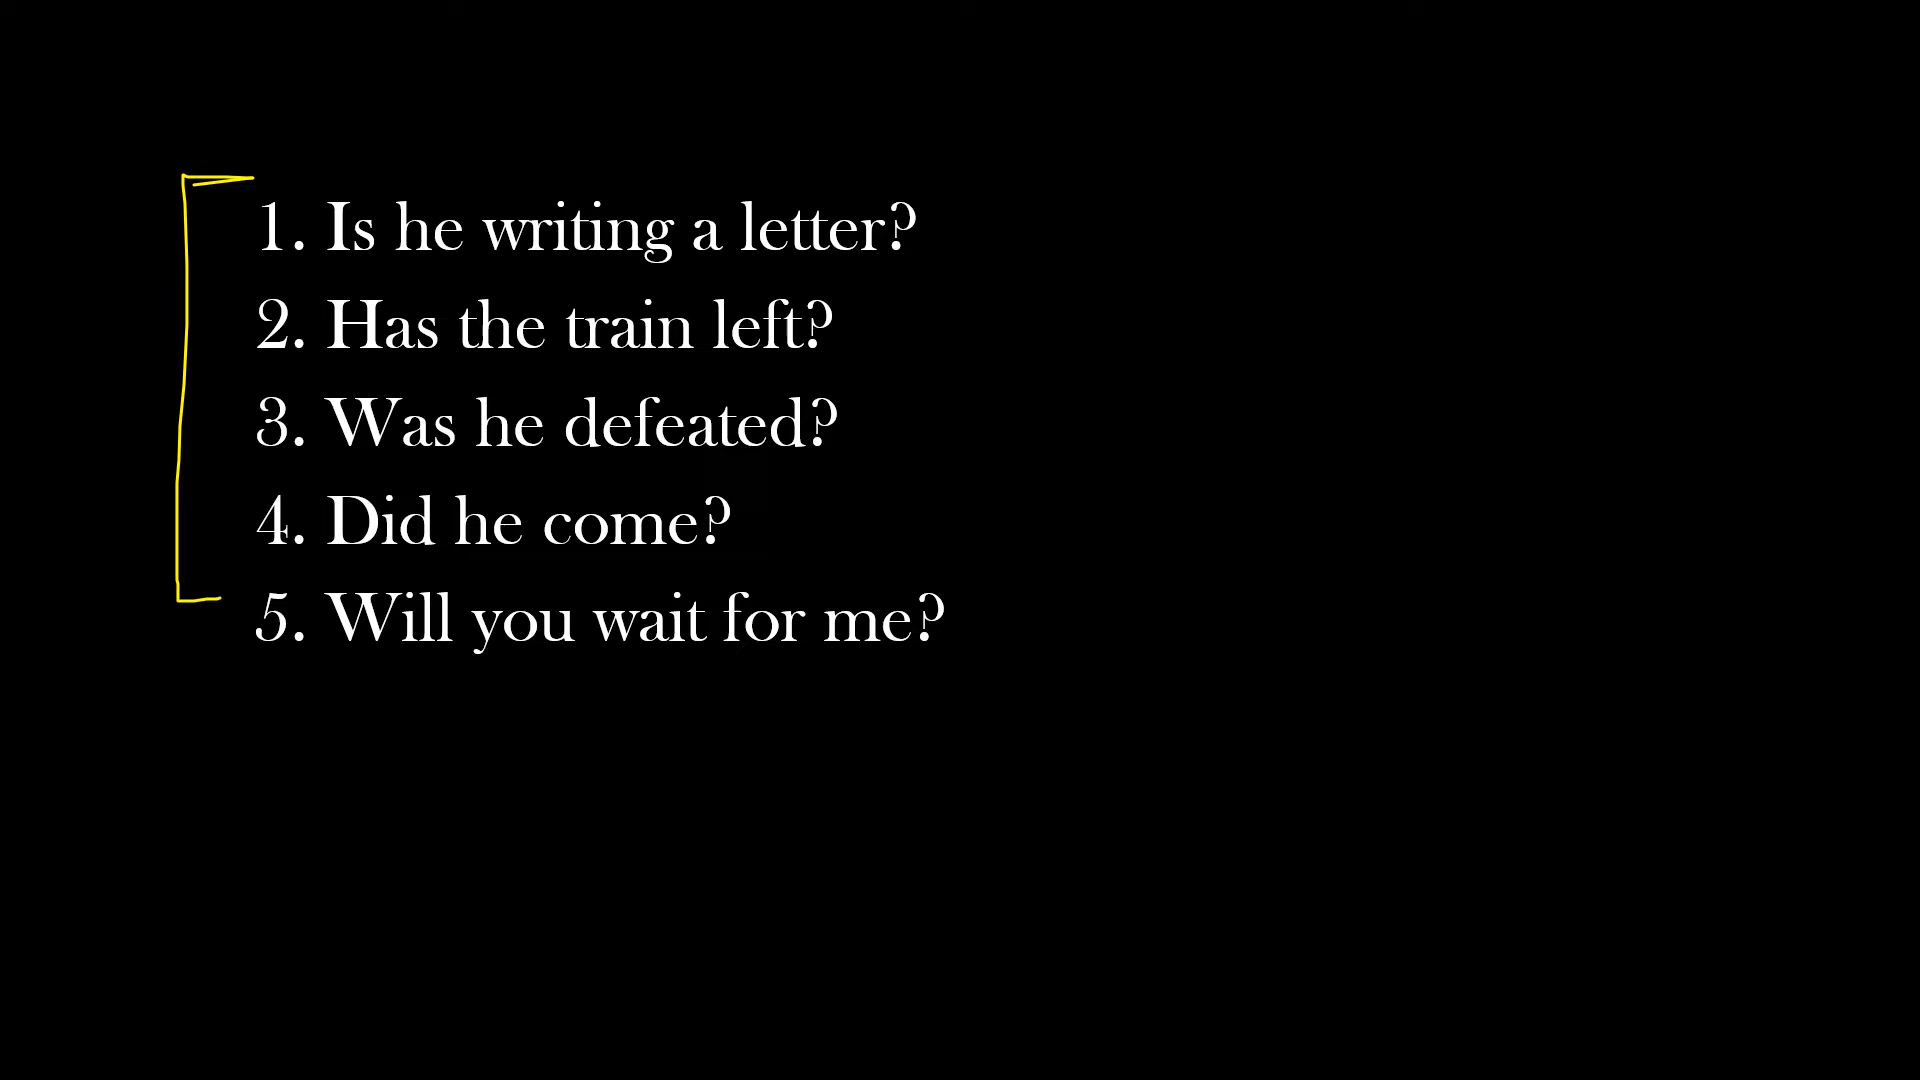 1. Is he writing a letter?
2. Has the train left?
3. Was he defeated?
4. Did he come?
5. Will you wait for me?